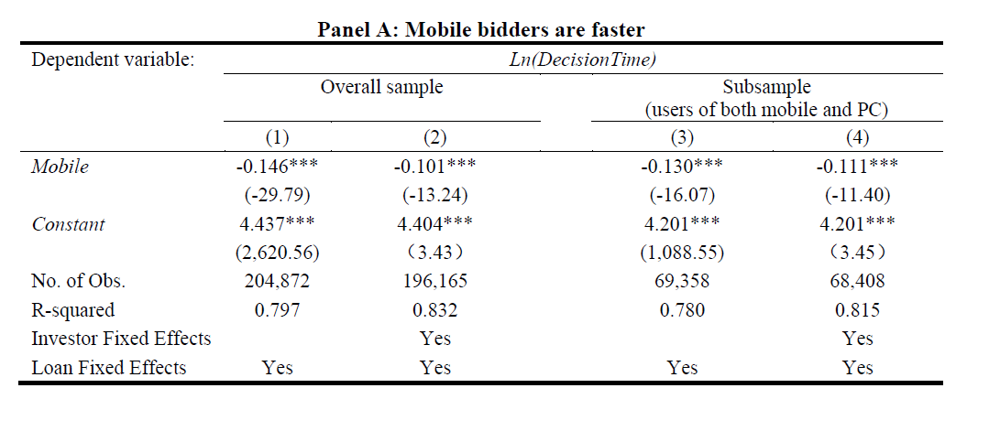 Panel A: Mobile bidders are faster
Dependent variable: Ln(DecisionTime)
Overall sample Subsample
(users of both mobile and PC)
(1) (2) (3) (4)
Mobile -0.146*** -0.101*** -0.130*** -0.111***
(-29.79) (-13.24) (-16.07) (-11.40)
Constant 4.437*** 4.404*** 4.201*** 4.201***
(2,620.56) （3.43） (1,088.55) （3.45）
No. of Obs. 204,872 196,165 69,358 68,408
R-squared 0.797 0.832 0.780 0.815
Investor Fixed Effects Yes Yes
Loan Fixed Effects Yes Yes Yes Yes